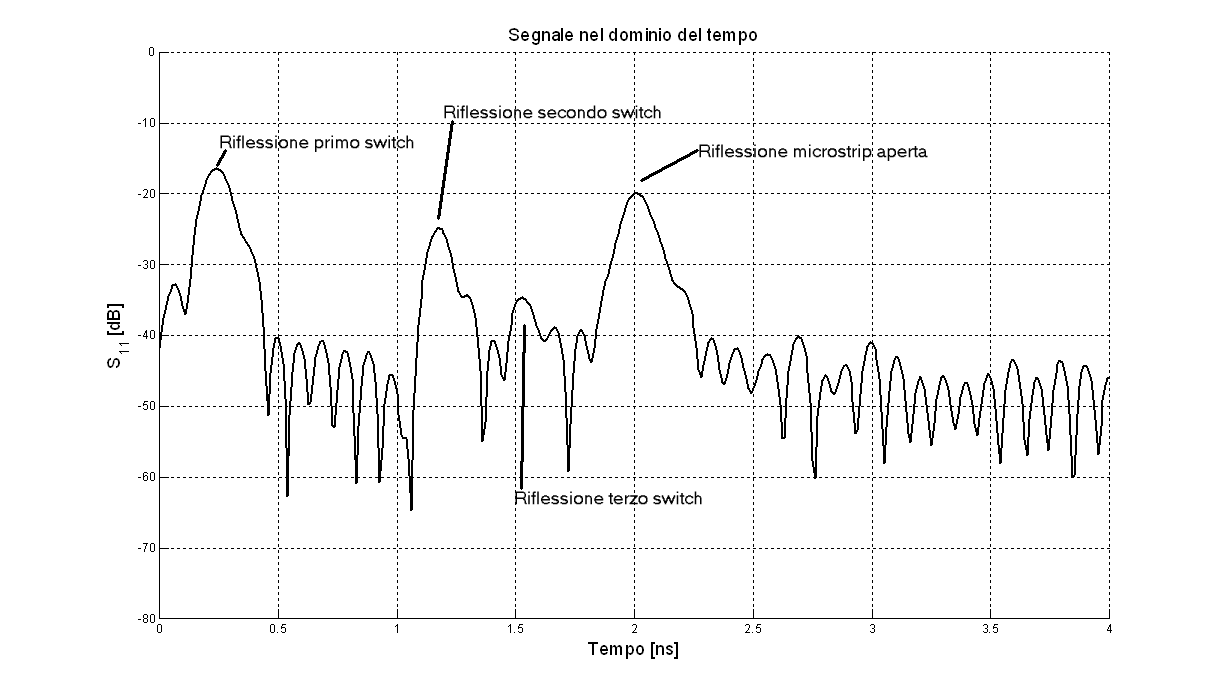 Segnale nel dominio del tempo
Riflessione secondo switch
Riflessione primo switch
Riflessione microstrip aperta
Riflessione terzo switch
S11 [dB]
0
-10
-20
-30
-40
-50
-60
-70
-80
0 0.5 1 1.5 2 2.5 3 3.5 4
Tempo [ns]